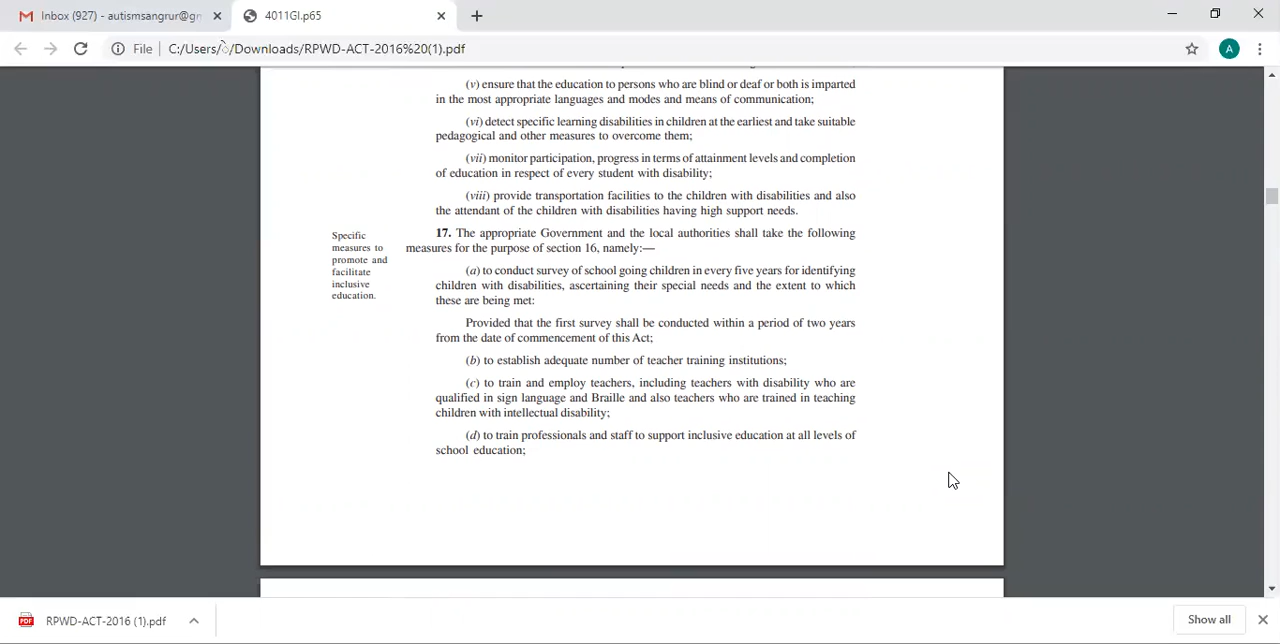 Inbox (927) - autismsangrur@gn
4011GI.p65
File
C:/Users/
/Downloads/RPWD-ACT-2016%20(1).pdf
A
(v) ensure that the education to persons who are blind or deaf or both is imparted
in the most appropriate languages and modes and means of communication;
(vi) detect specific learning disabilities in children at the earliest and take suitable
pedagogical and other measures to overcome them;
(vii) monitor participation, progress in terms of attainment levels and completion
of education in respect of every student with disability;
(viii) provide transportation facilities to the children with disabilities and also
the attendant of the children with disabilities having high support needs.
Specific
measures to
promote and
facilitate
inclusive
education.
17. The appropriate Government and the local authorities shall take the following
measures for the purpose of section 16, namely:—
(a) to conduct survey of school going children in every five years for identifying
children with disabilities, ascertaining their special needs and the extent to which
these are being met:
Provided that the first survey shall be conducted within a period of two years
from the date of commencement of this Act;
(b) to establish adequate number of teacher training institutions;
(c) to train and employ teachers, including teachers with disability who are
qualified in sign language and Braille and also teachers who are trained in teaching
children with intellectual disability;
(d) to train professionals and staff to support inclusive education at all levels of
school education;
PDF
RPWD-ACT-2016 (1).pdf
Show all